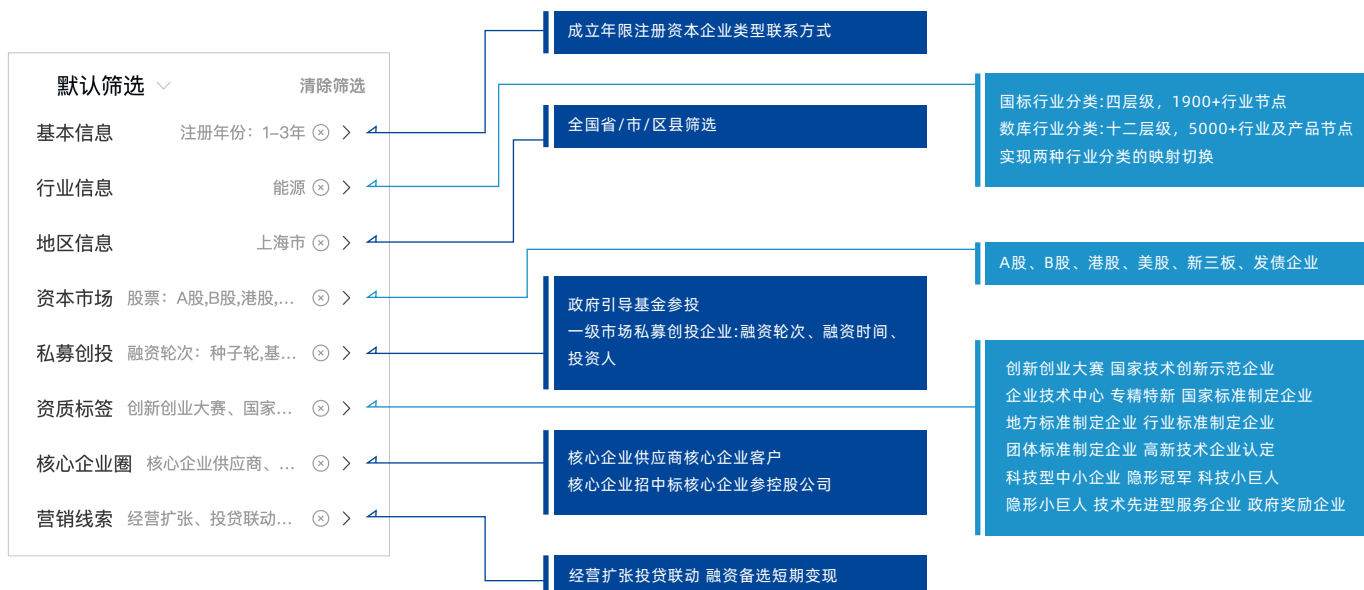 默认筛选
清除筛选
基本信息
注册年份：1–3年
行业信息
能源
地区信息
上海市
资本市场
股票：A股,B股,港股,...
私募创投
融资轮次：种子轮,基...
资质标签
创新创业大赛、国家...
核心企业圈
核心企业供应商、...
营销线索
经营扩张、投贷联动...
成立年限注册资本企业类型联系方式
国标行业分类:四层级，1900+行业节点
数库行业分类:十二层级，5000+行业及产品节点
实现两种行业分类的映射切换
全国省/市/区县筛选
A股、B股、港股、美股、新三板、发债企业
政府引导基金参投
一级市场私募创投企业:融资轮次、融资时间、
投资人
创新创业大赛 国家技术创新示范企业
企业技术中心 专精特新 国家标准制定企业
地方标准制定企业 行业标准制定企业
团体标准制定企业 高新技术企业认定
科技型中小企业 隐形冠军 科技小巨人
隐形小巨人 技术先进型服务企业 政府奖励企业
核心企业供应商核心企业客户
核心企业招中标核心企业参控股公司
经营扩张投贷联动 融资备选短期变现